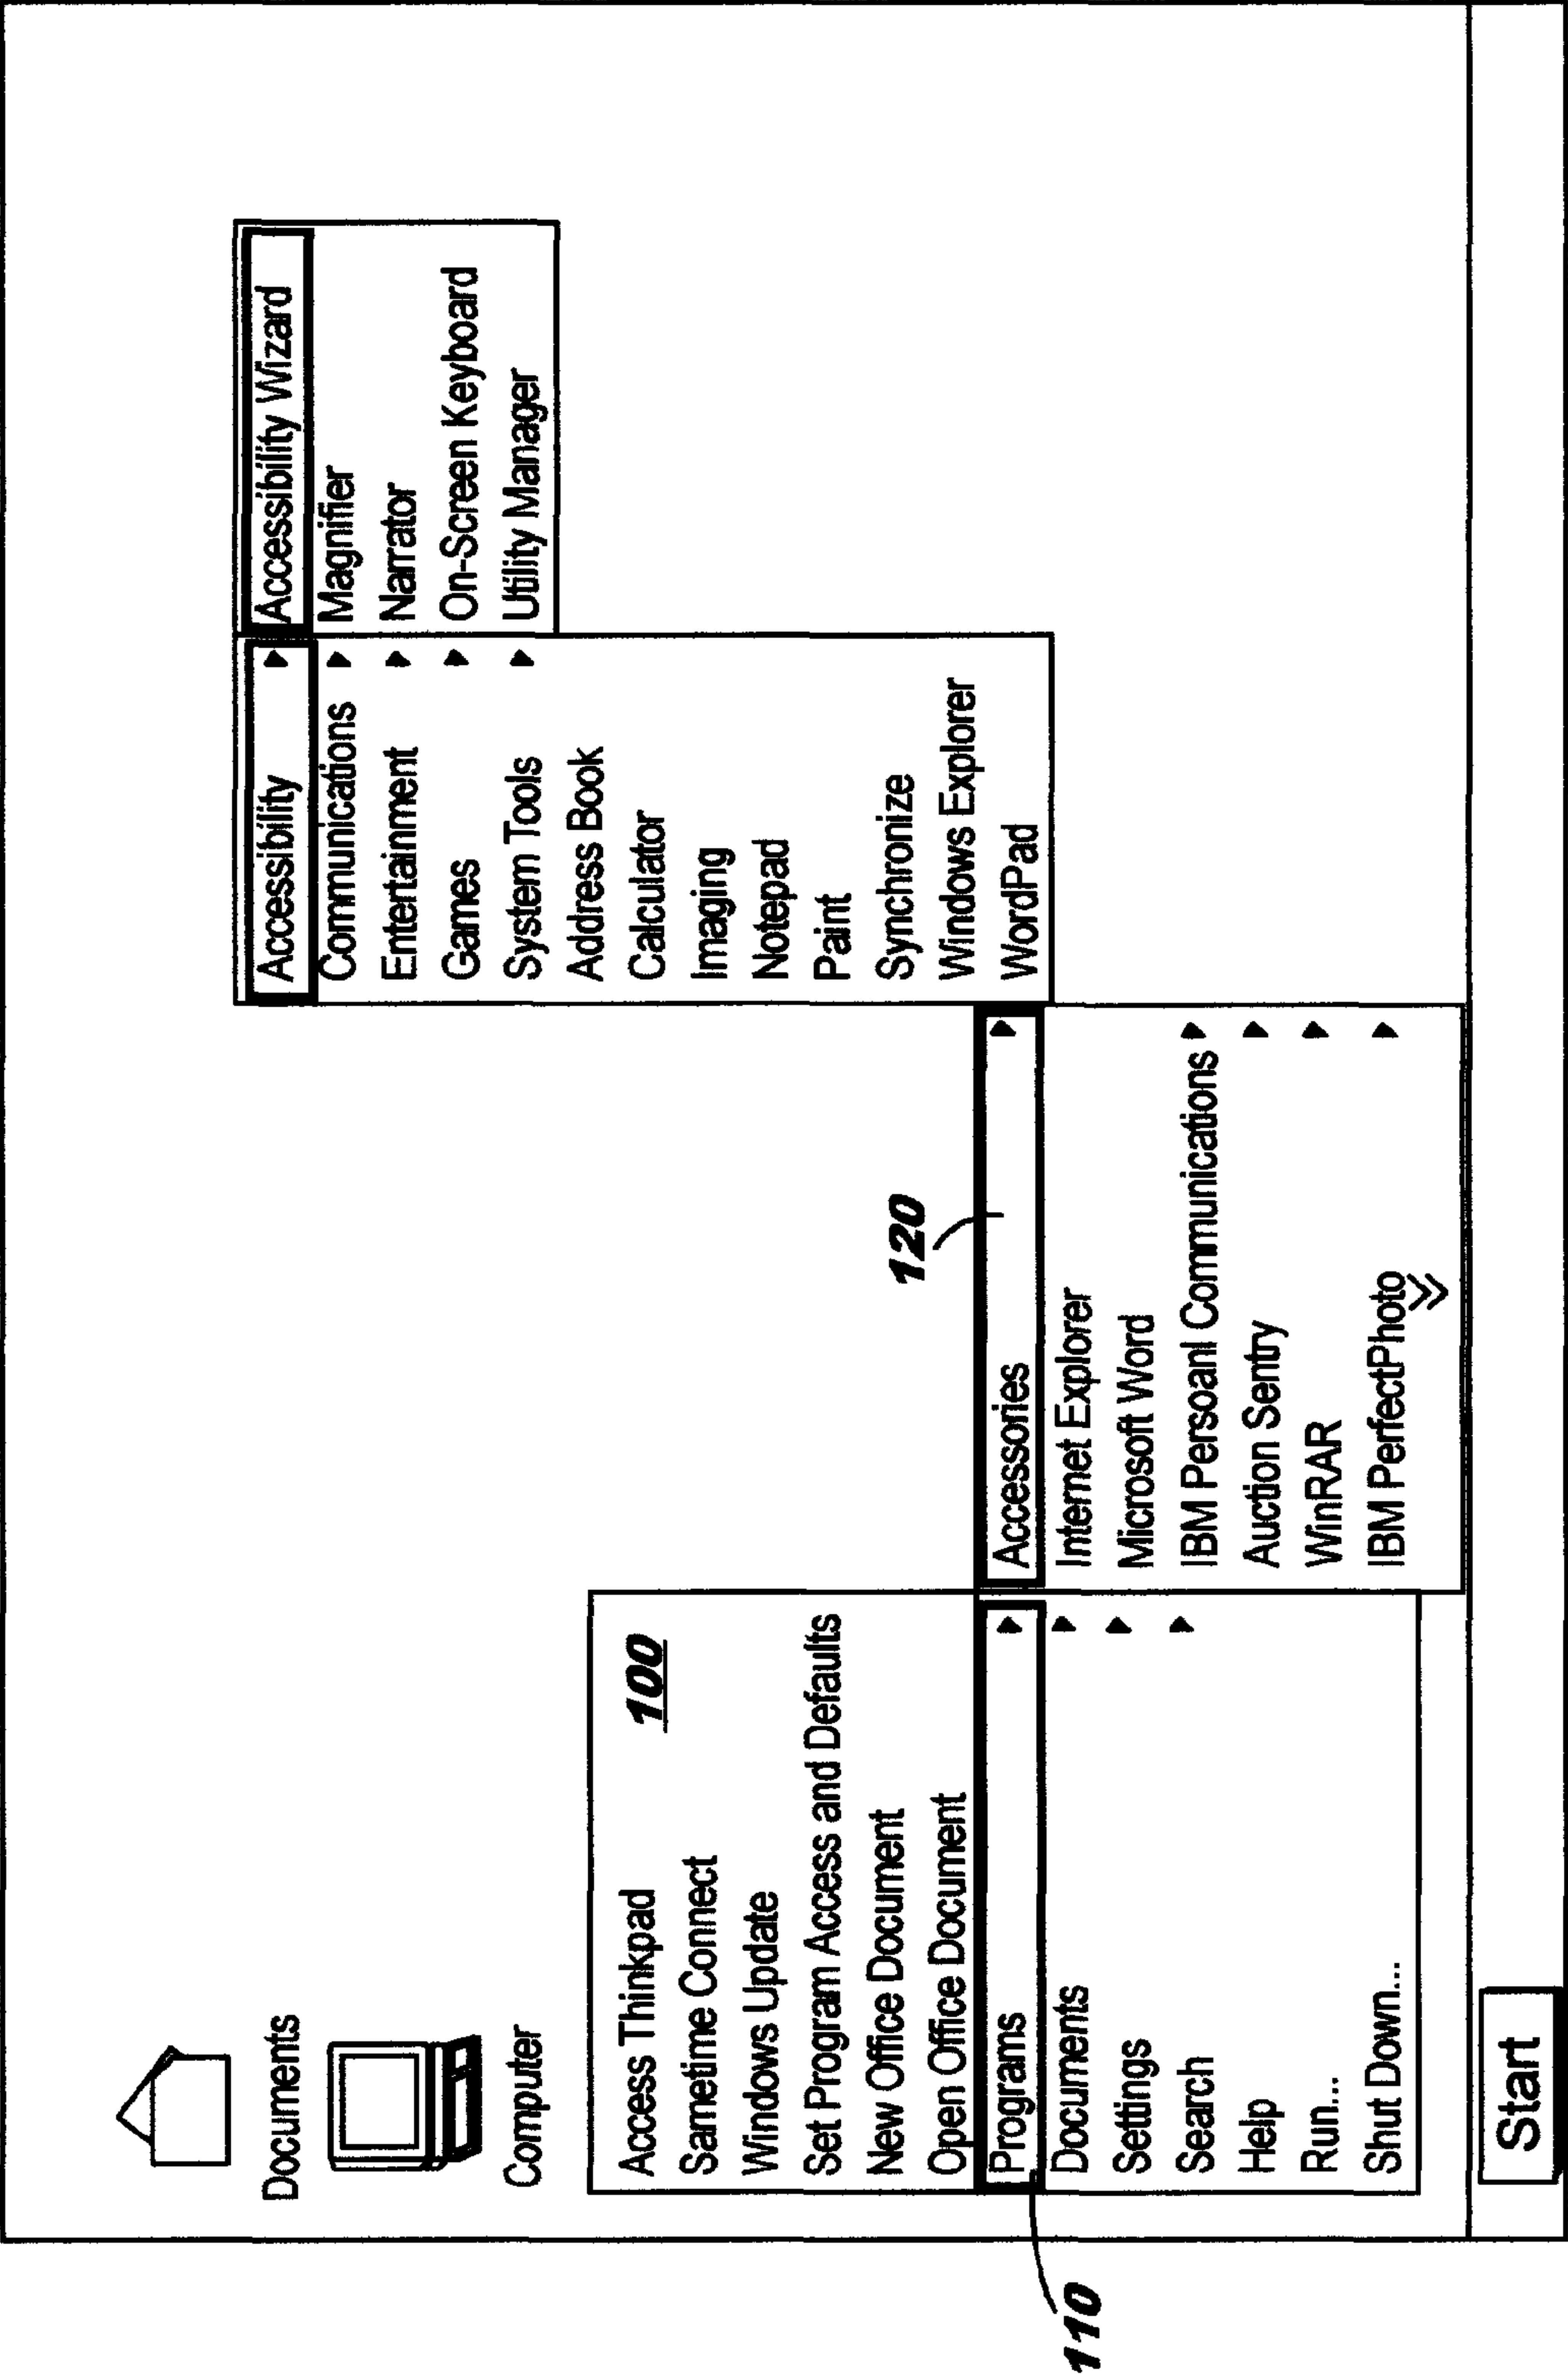 Documents
Computer
100
Access Thinkpad
Sametime Connect
Windows Update
Set Program Access and Defaults
New Office Document
Open Office Document
Programs
Documents
Settings
Search
Help
Run...
Shut Down...
110
120
Accessories
Internet Explorer
Microsoft Word
IBM Persoanl Communications
Auction Sentry
WinRAR
IBM PerfectPhoto
Accessibility
Communications
Entertainment
Games
System Tools
Address Book
Calculator
Imaging
Notepad
Paint
Synchronize
Windows Explorer
WordPad
Accessibility Wizard
Magnifier
Narrator
On-Screen Keyboard
Utility Manager
Start